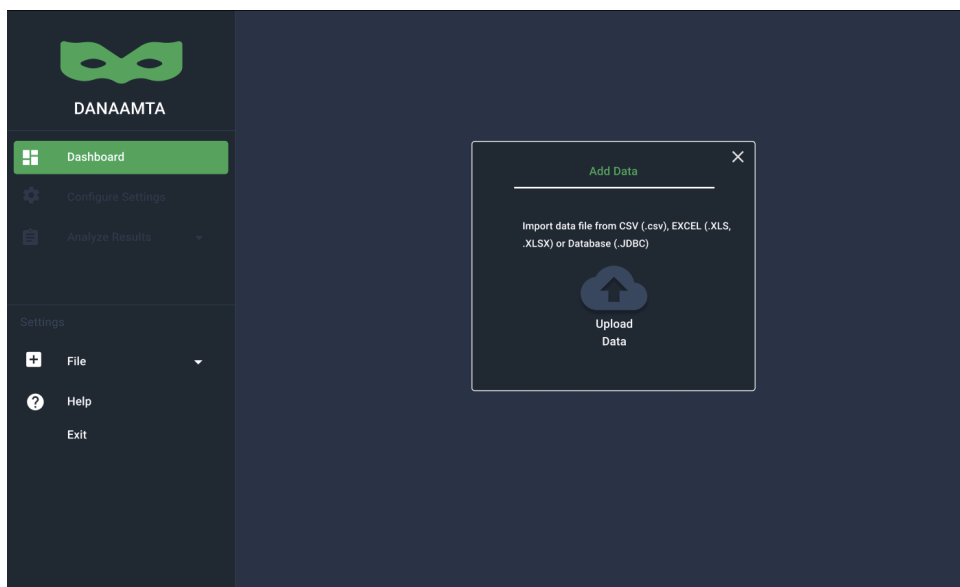 DANAAMTA
Dashboard
Configure Settings
Analyze Results
Settings
File
Help
Exit
Add Data
Import data file from CSV (.csv), EXCEL (.XLS,
.XLSX) or Database (.JDBC)
Upload
Data